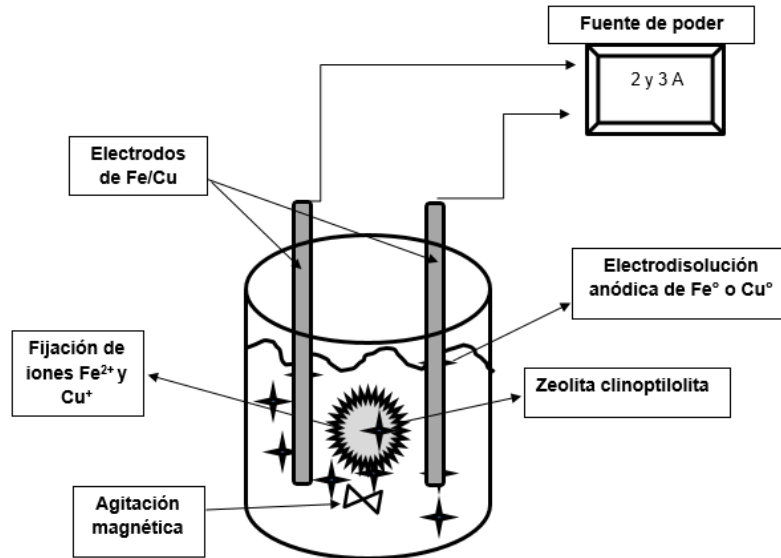 Fuente de poder
2 y 3 A
Electrodos
de Fe/Cu
Electrodisolución
anódica de Fe° o Cu°
Fijación de
iones Fe²⁺ y
Cu⁺
Zeolita clinoptilolita
Agitación
magnética